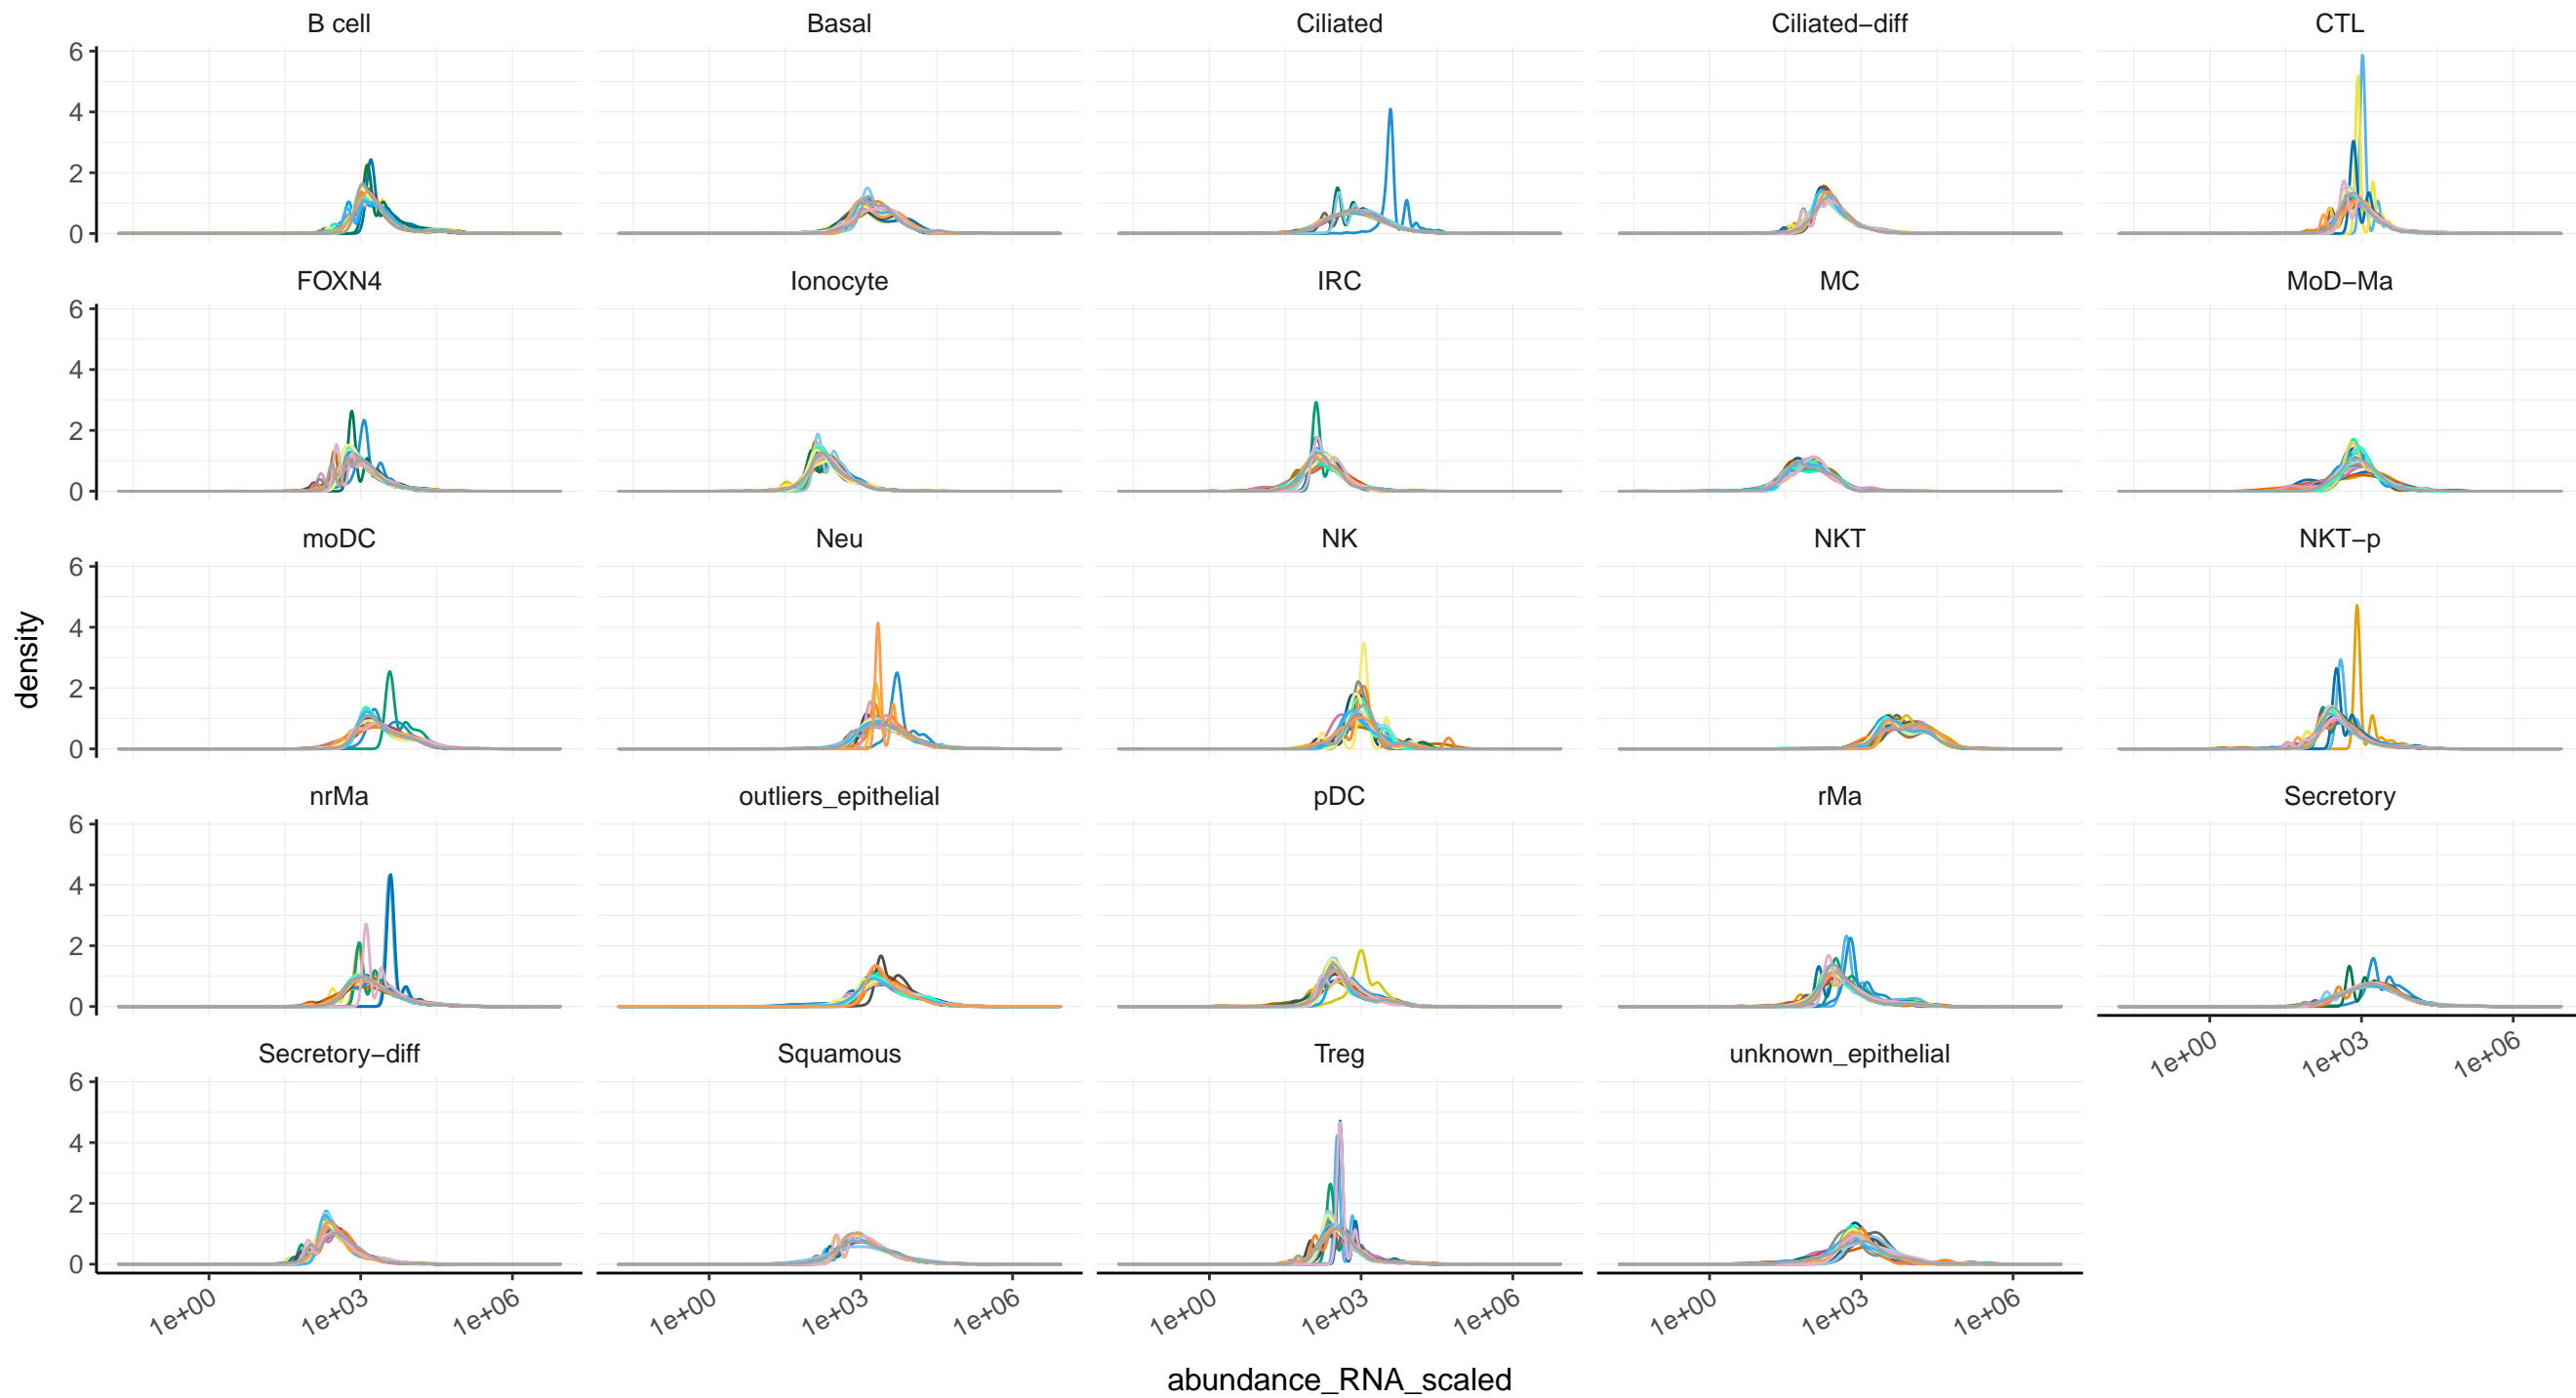 B cell Basal Ciliated Ciliated−diff CTL
6
4
2
0
FOXN4 Ionocyte IRC MC MoD−Ma
6
4
2
0
moDC Neu NK NKT NKT−p
6
4
2
0
density
nrMa outliers_epithelial pDC rMa Secretory
6
4
2
0
1e+00 1e+03 1e+06
Secretory−diff Squamous Treg unknown_epithelial
6
4
2
0
1e+00 1e+03 1e+06 1e+00 1e+03 1e+06 1e+00 1e+03 1e+06 1e+00 1e+03 1e+06
abundance_RNA_scaled